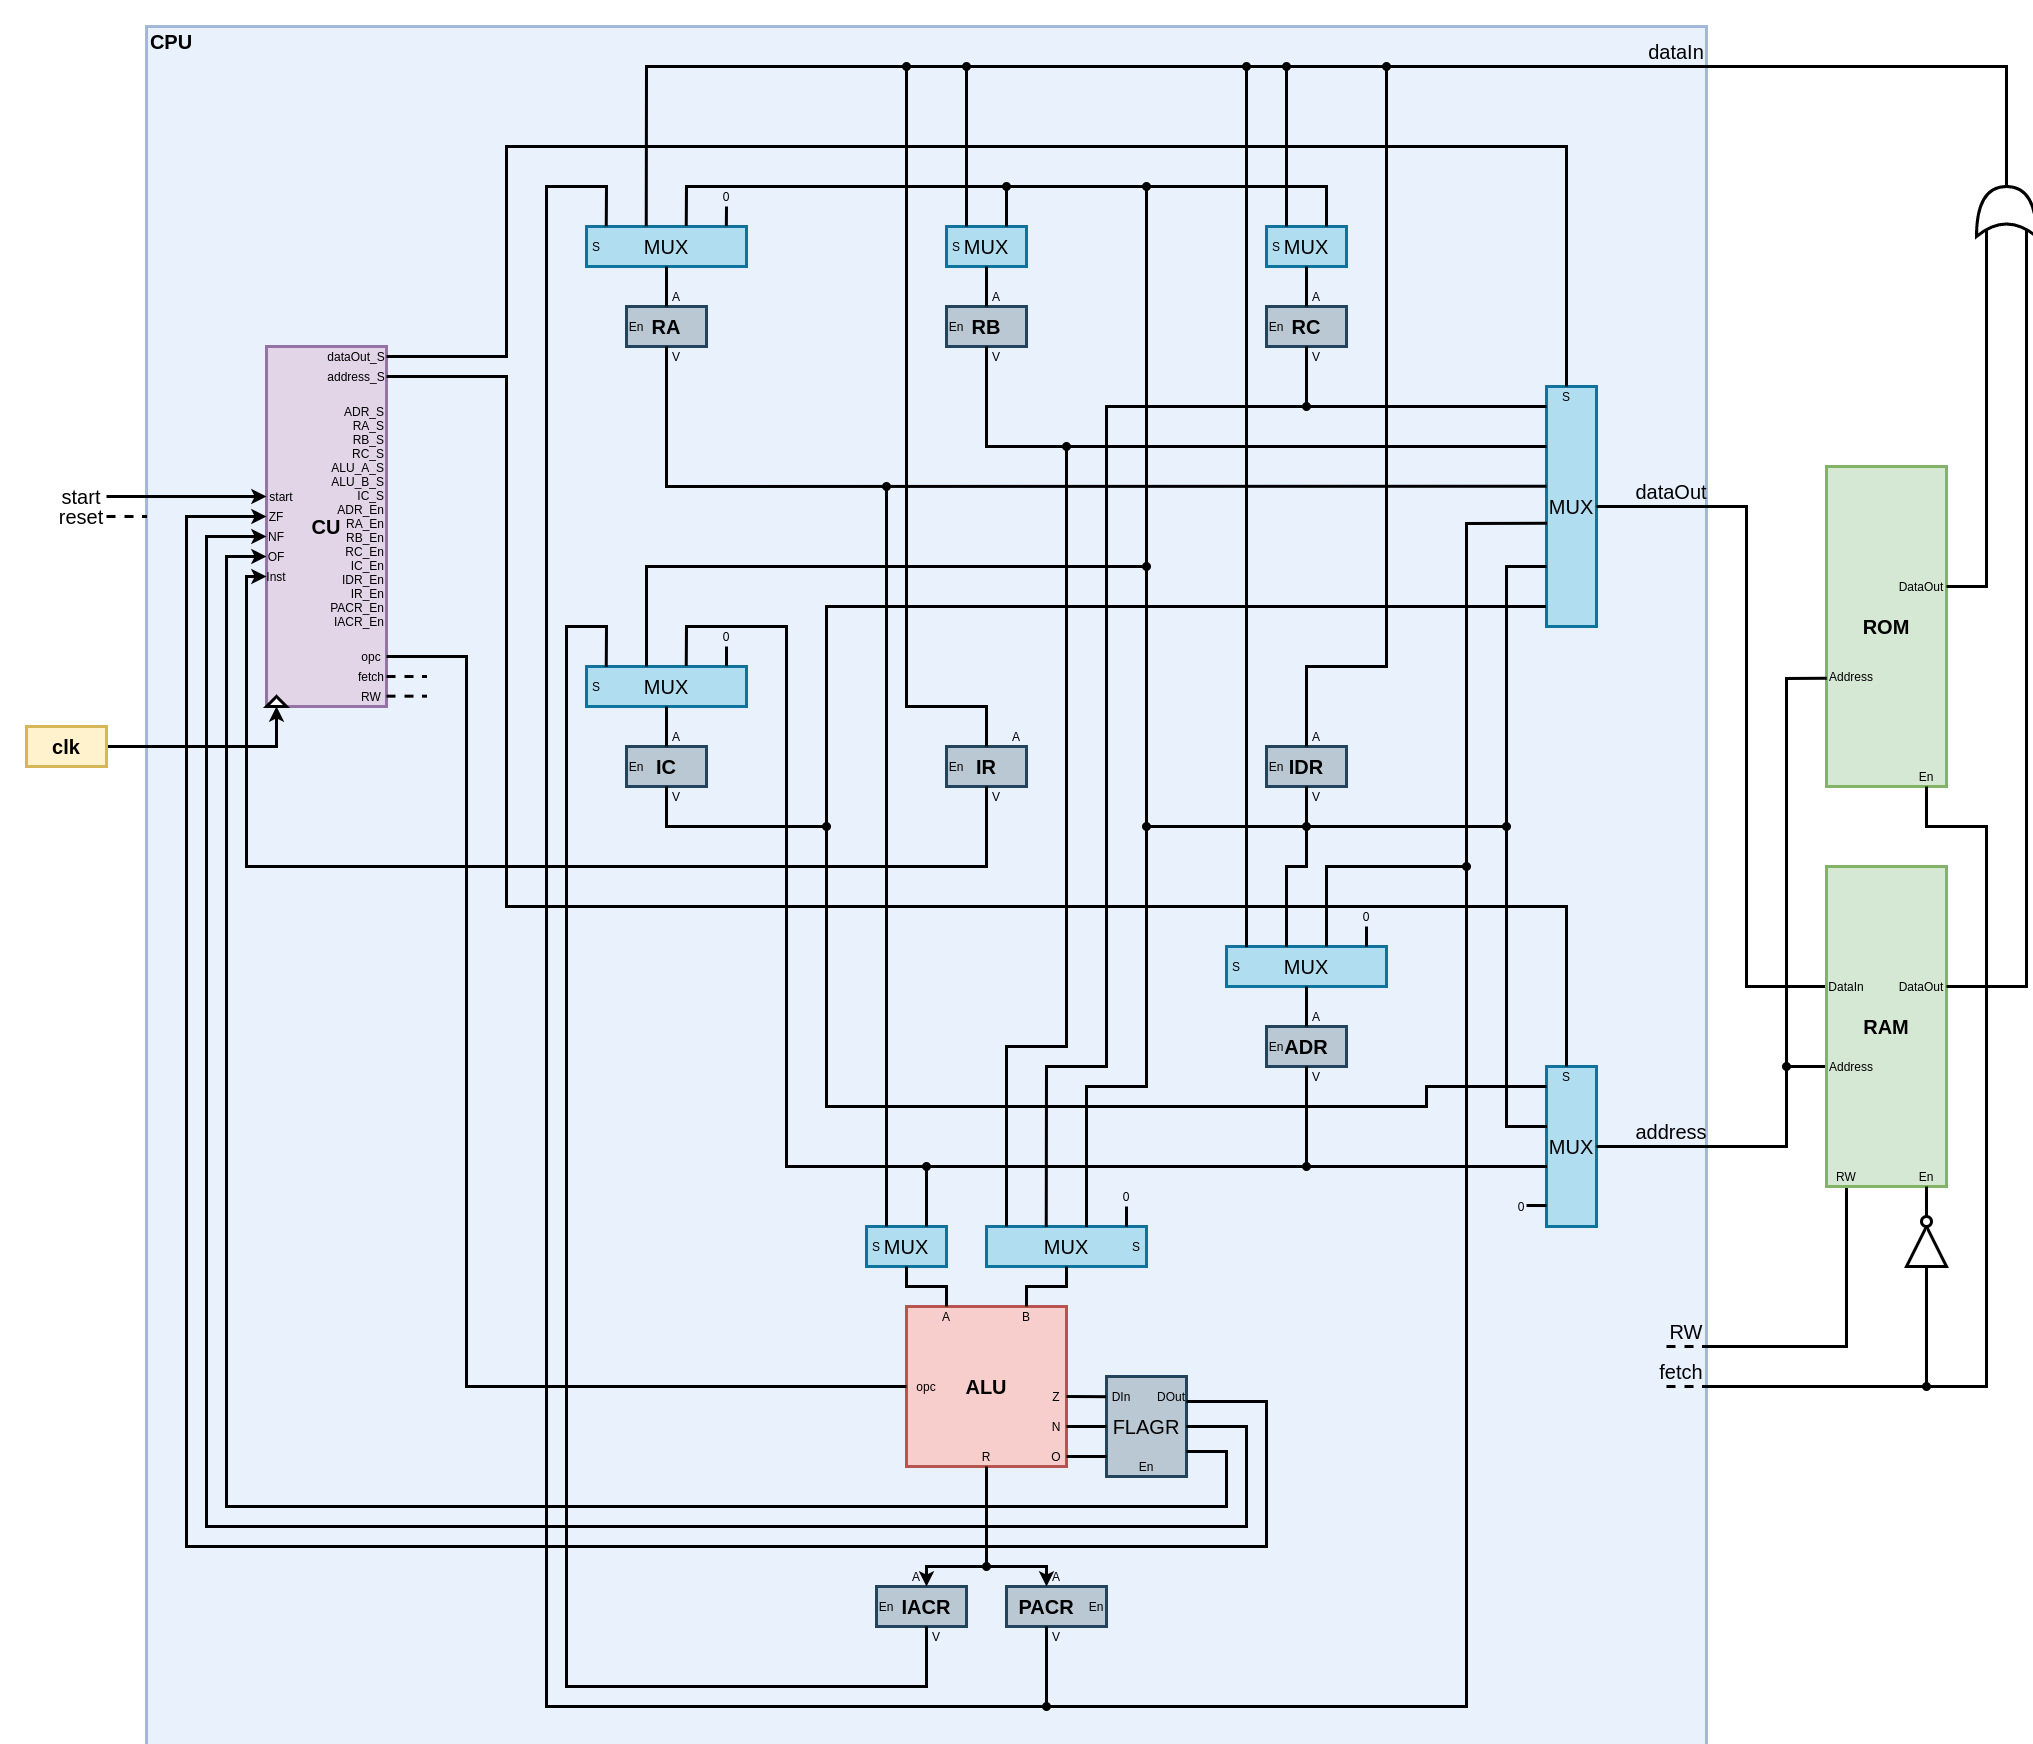 CPU
dataIn
0
S MUX
S MUX
S MUX
A
A
A
En RA
En RB
En RC
V
V
V
dataOut_S
address_S
ADR_S
RA_S
RB_S
RC_S
ALU_A_S
ALU_B_S
IC_S
ADR_En
RA_En
RB_En
RC_En
IC_En
IDR_En
IR_En
PACR_En
IACR_En
opc
fetch
RW
CU
start
ZF
NF
OF
Inst
start
reset
clk
S
MUX
dataOut
DataOut
ROM
Address
En
0
S MUX
A
A
A
En IC
En IR
En IDR
V
V
V
0
S MUX
A
En ADR
V
DataIn
DataOut
RAM
Address
RW
En
S
MUX
address
0
0
S MUX
MUX S
A
B
opc
ALU
Z
N
O
R
DIn
DOut
FLAGR
En
RW
fetch
A
A
En IACR
PACR En
V
V